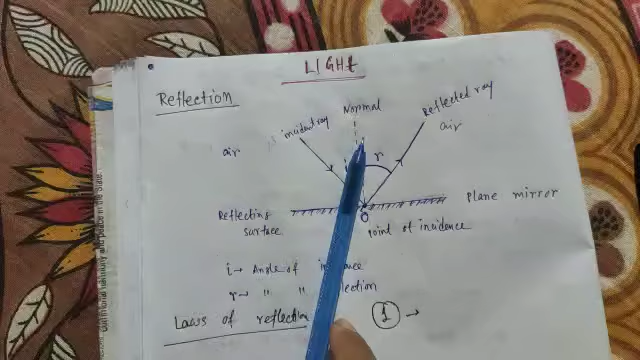 LIGHt
Reflection
Normal
Reflected ray
incident ray
air
air
r
Reflecting
surface
Plane mirror
O
Point of incidence
i → Angle of
r → " "
Laws of reflection
1 →